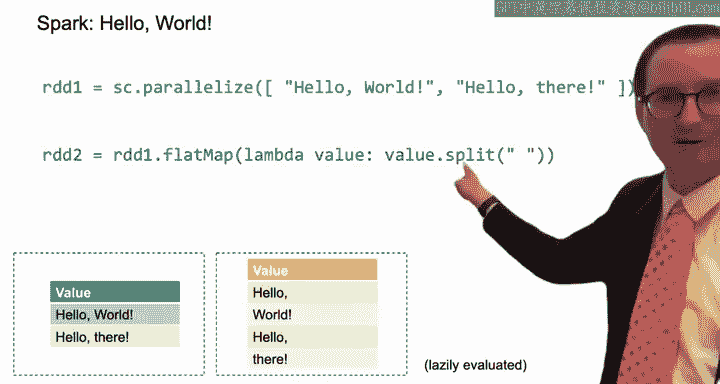 Spark: Hello, World!
rdd1 = sc.parallelize([ "Hello, World!", "Hello, there!" ])
rdd2 = rdd1.flatMap(lambda value: value.split(" "))
Value
Hello, World!
Hello, there!
Value
Hello,
World!
Hello,
there!
(lazily evaluated)